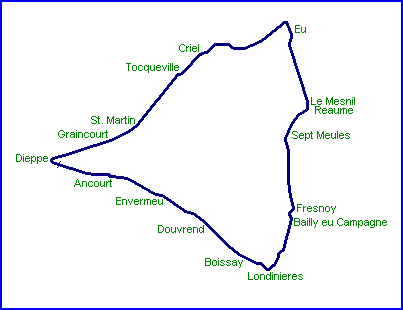 Eu
Criel
Tocqueville
Le Mesnil
Reaume
St. Martin
Graincourt
Sept Meules
Dieppe
Ancourt
Envermeu
Fresnoy
Bailly eu Campagne
Douvrend
Boissay
Londinieres